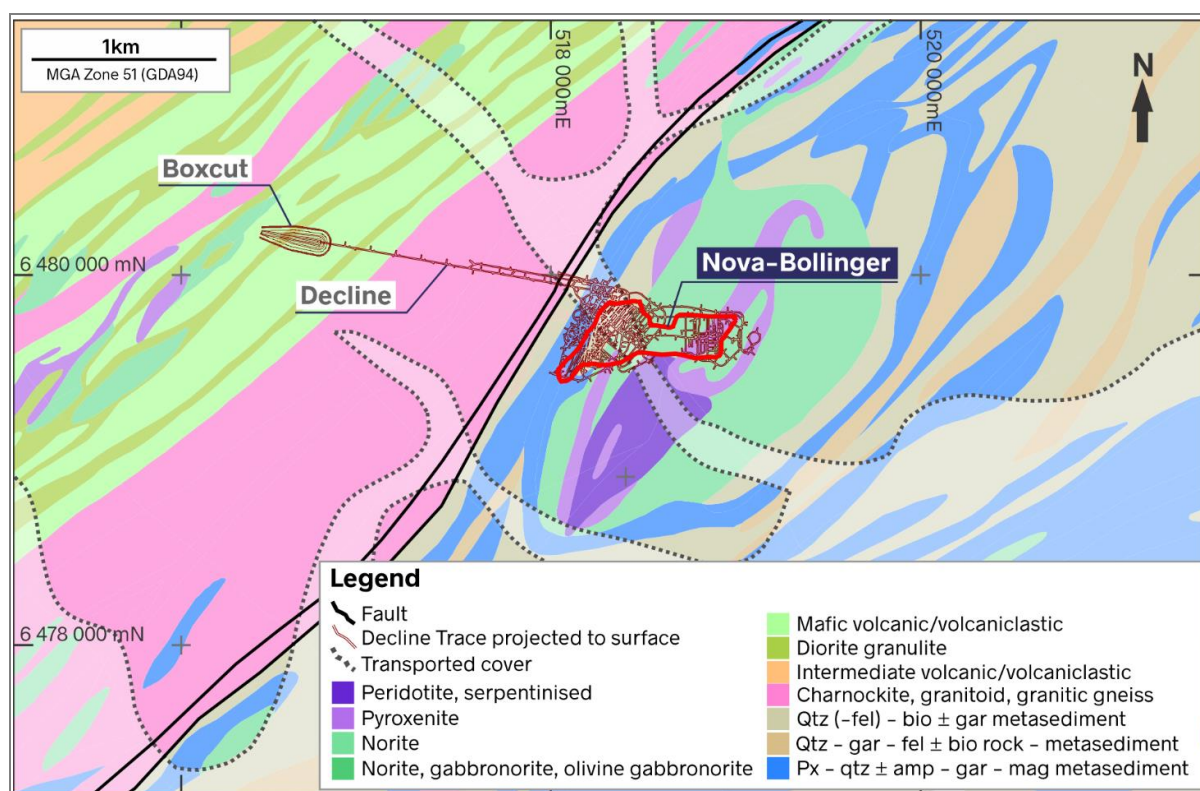 1km
MGA Zone 51 (GDA94)
518 000mE
520 000mE
N
Boxcut
6 480 000 mN
Nova-Bollinger
Decline
6 478 000 mN
Legend
Fault
Decline Trace projected to surface
Transported cover
Peridotite, serpentinised
Pyroxenite
Norite
Norite, gabbronorite, olivine gabbronorite
Mafic volcanic/volcaniclastic
Diorite granulite
Intermediate volcanic/volcaniclastic
Charnockite, granitoid, granitic gneiss
Qtz (-fel) - bio ± gar metasediment
Qtz - gar - fel ± bio rock - metasediment
Px - qtz ± amp - gar - mag metasediment